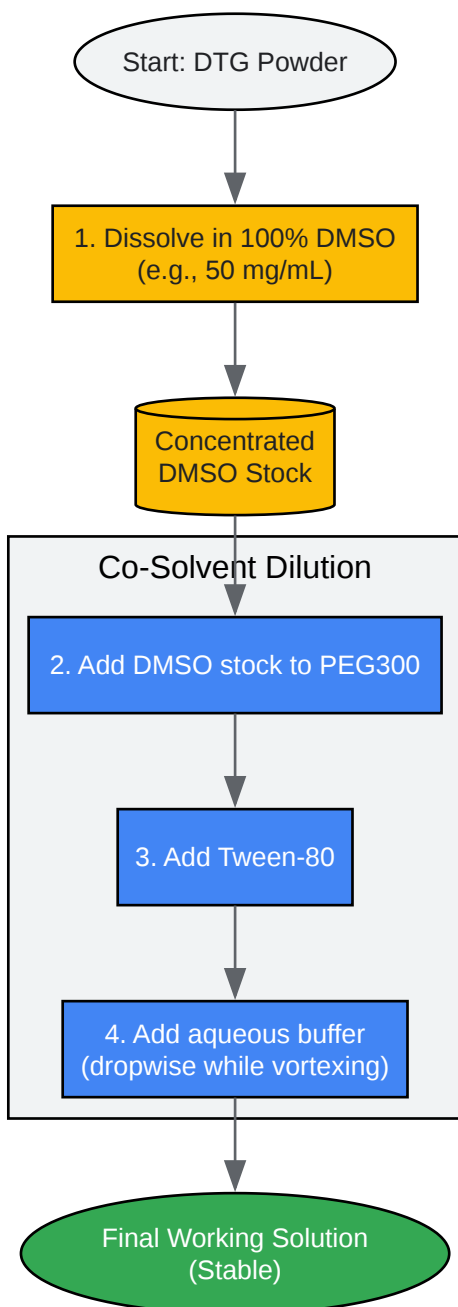 Start: DTG Powder
1. Dissolve in 100% DMSO
(e.g., 50 mg/mL)
Concentrated
DMSO Stock
Co-Solvent Dilution
2. Add DMSO stock to PEG300
3. Add Tween-80
4. Add aqueous buffer
(dropwise while vortexing)
Final Working Solution
(Stable)